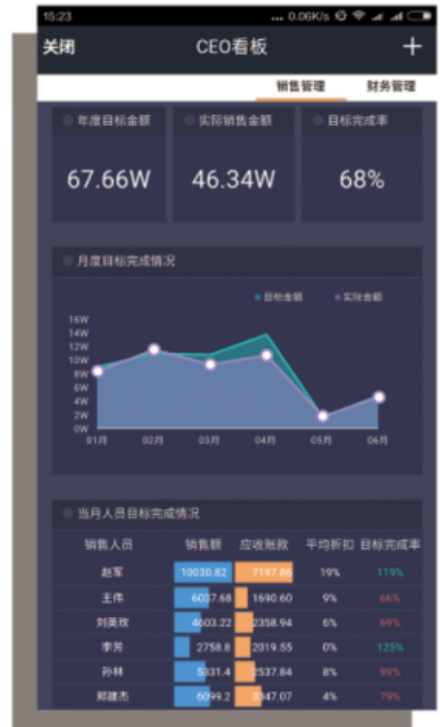 15:23 ... 0.06K/s
关闭 CEO看板 +
销售管理 财务管理
年度目标金额 实际销售金额 目标完成率
67.66W 46.34W 68%
月度目标完成情况
目标金额 实际金额
16W
14W
12W
10W
8W
6W
4W
2W
0W
01月 02月 03月 04月 05月 06月
当月人员目标完成情况
销售人员 销售额 应收账款 平均折扣 目标完成率
赵军 10030.82 7197.86 19% 119%
王伟 6037.68 1690.60 9% 66%
刘英玫 4603.22 2358.94 6% 69%
李芳 2758.8 2019.55 0% 125%
孙林 5331.4 2537.84 8% 99%
郑建杰 6099.2 3347.07 4% 79%